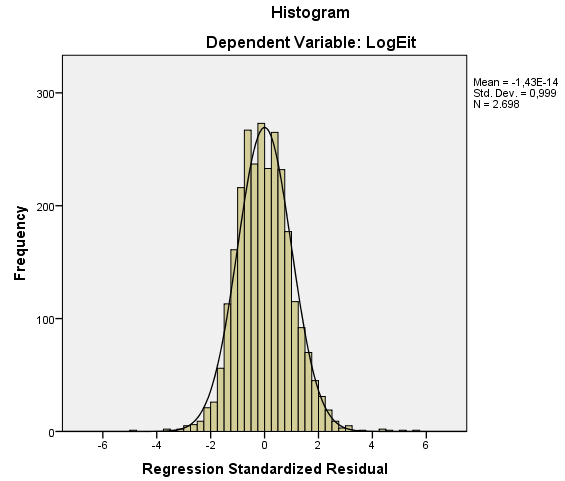 Histogram
Dependent Variable: LogEit
Mean = -1,43E-14
Std. Dev. = 0,999
N = 2.698
300
200
100
0
Frequency
-6 -4 -2 0 2 4 6
Regression Standardized Residual